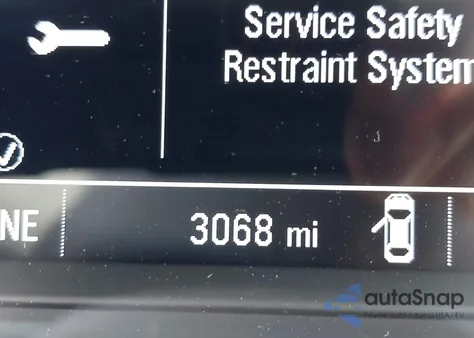 Service Safety
Restraint System
NE
3068 mi
autaSnap